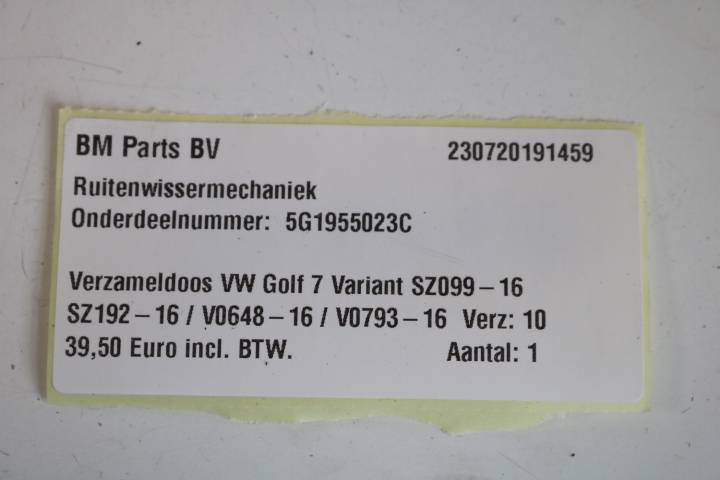 BM Parts BV 230720191459
Ruitenwissermechaniek
Onderdeelnummer: 5G1955023C
Verzameldoos VW Golf 7 Variant SZ099-16
SZ192-16 / V0648-16 / V0793-16 Verz: 10
39,50 Euro incl. BTW. Aantal: 1